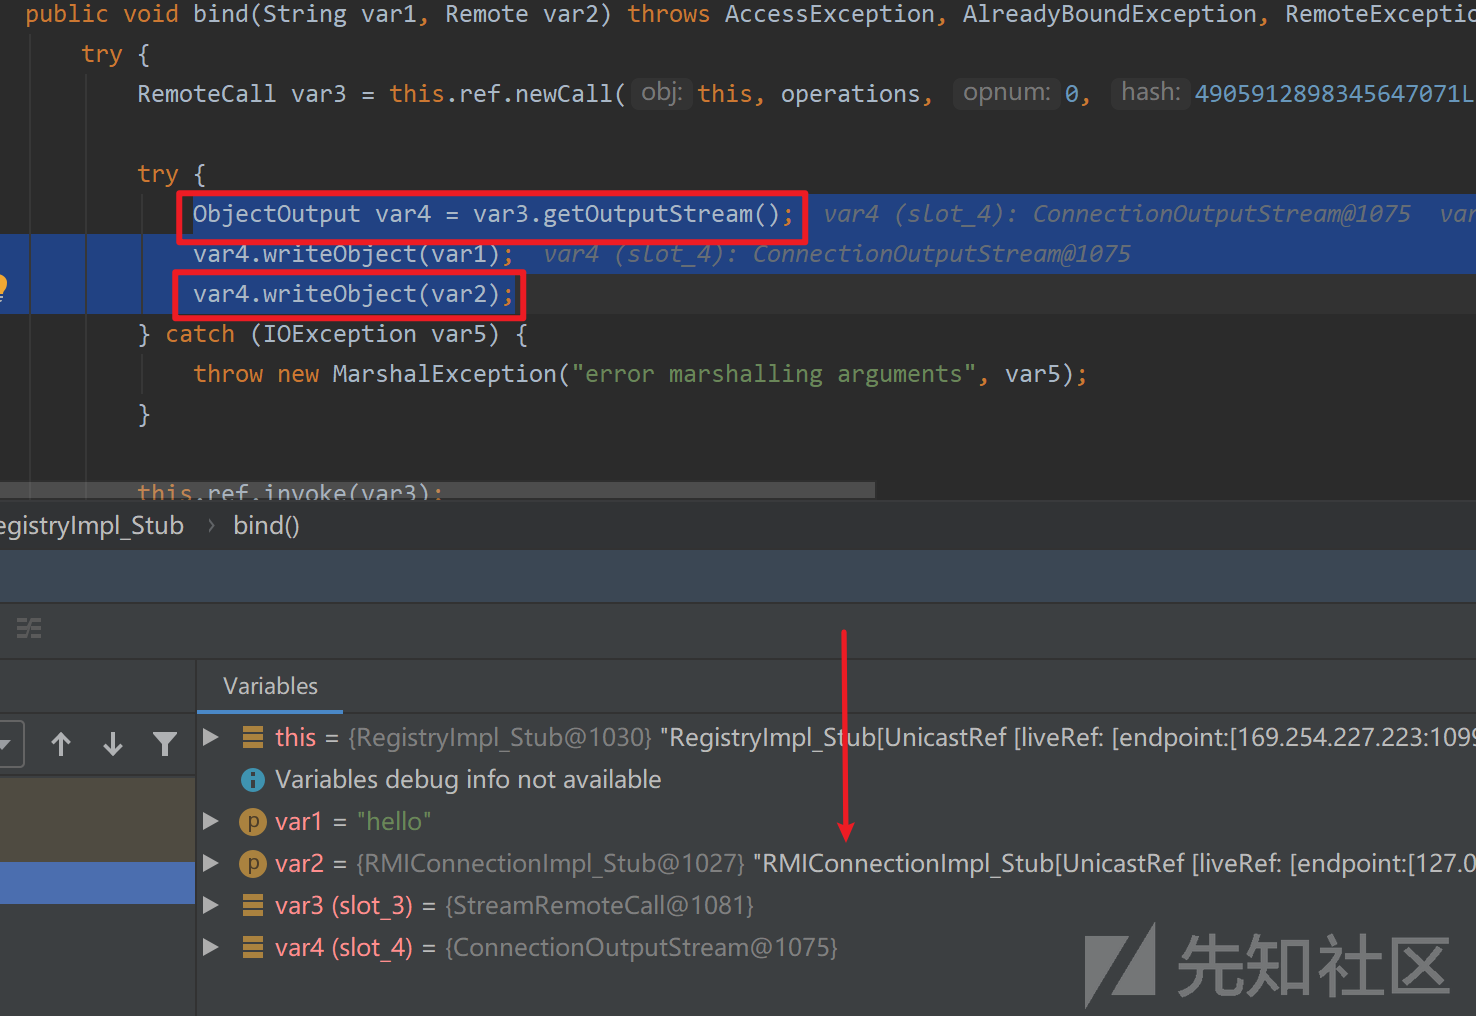 public void bind(String var1, Remote var2) throws AccessException, AlreadyBoundException, RemoteExceptio
try {
RemoteCall var3 = this.ref.newCall( obj: this, operations, opnum: 0, hash: 4905912898345647071L
try {
ObjectOutput var4 = var3.getOutputStream(); var4 (slot_4): ConnectionOutputStream@1075 var
var4.writeObject(var1); var4 (slot_4): ConnectionOutputStream@1075
var4.writeObject(var2);
} catch (IOException var5) {
throw new MarshalException("error marshalling arguments", var5);
}
this.ref.invoke(var3);
egistryImpl_Stub › bind()
Variables
this = {RegistryImpl_Stub@1030} "RegistryImpl_Stub[UnicastRef [liveRef: [endpoint:[169.254.227.223:1099
Variables debug info not available
p var1 = "hello"
p var2 = {RMIConnectionImpl_Stub@1027} "RMIConnectionImpl_Stub[UnicastRef [liveRef: [endpoint:[127.0
var3 (slot_3) = {StreamRemoteCall@1081}
var4 (slot_4) = {ConnectionOutputStream@1075}
先知社区